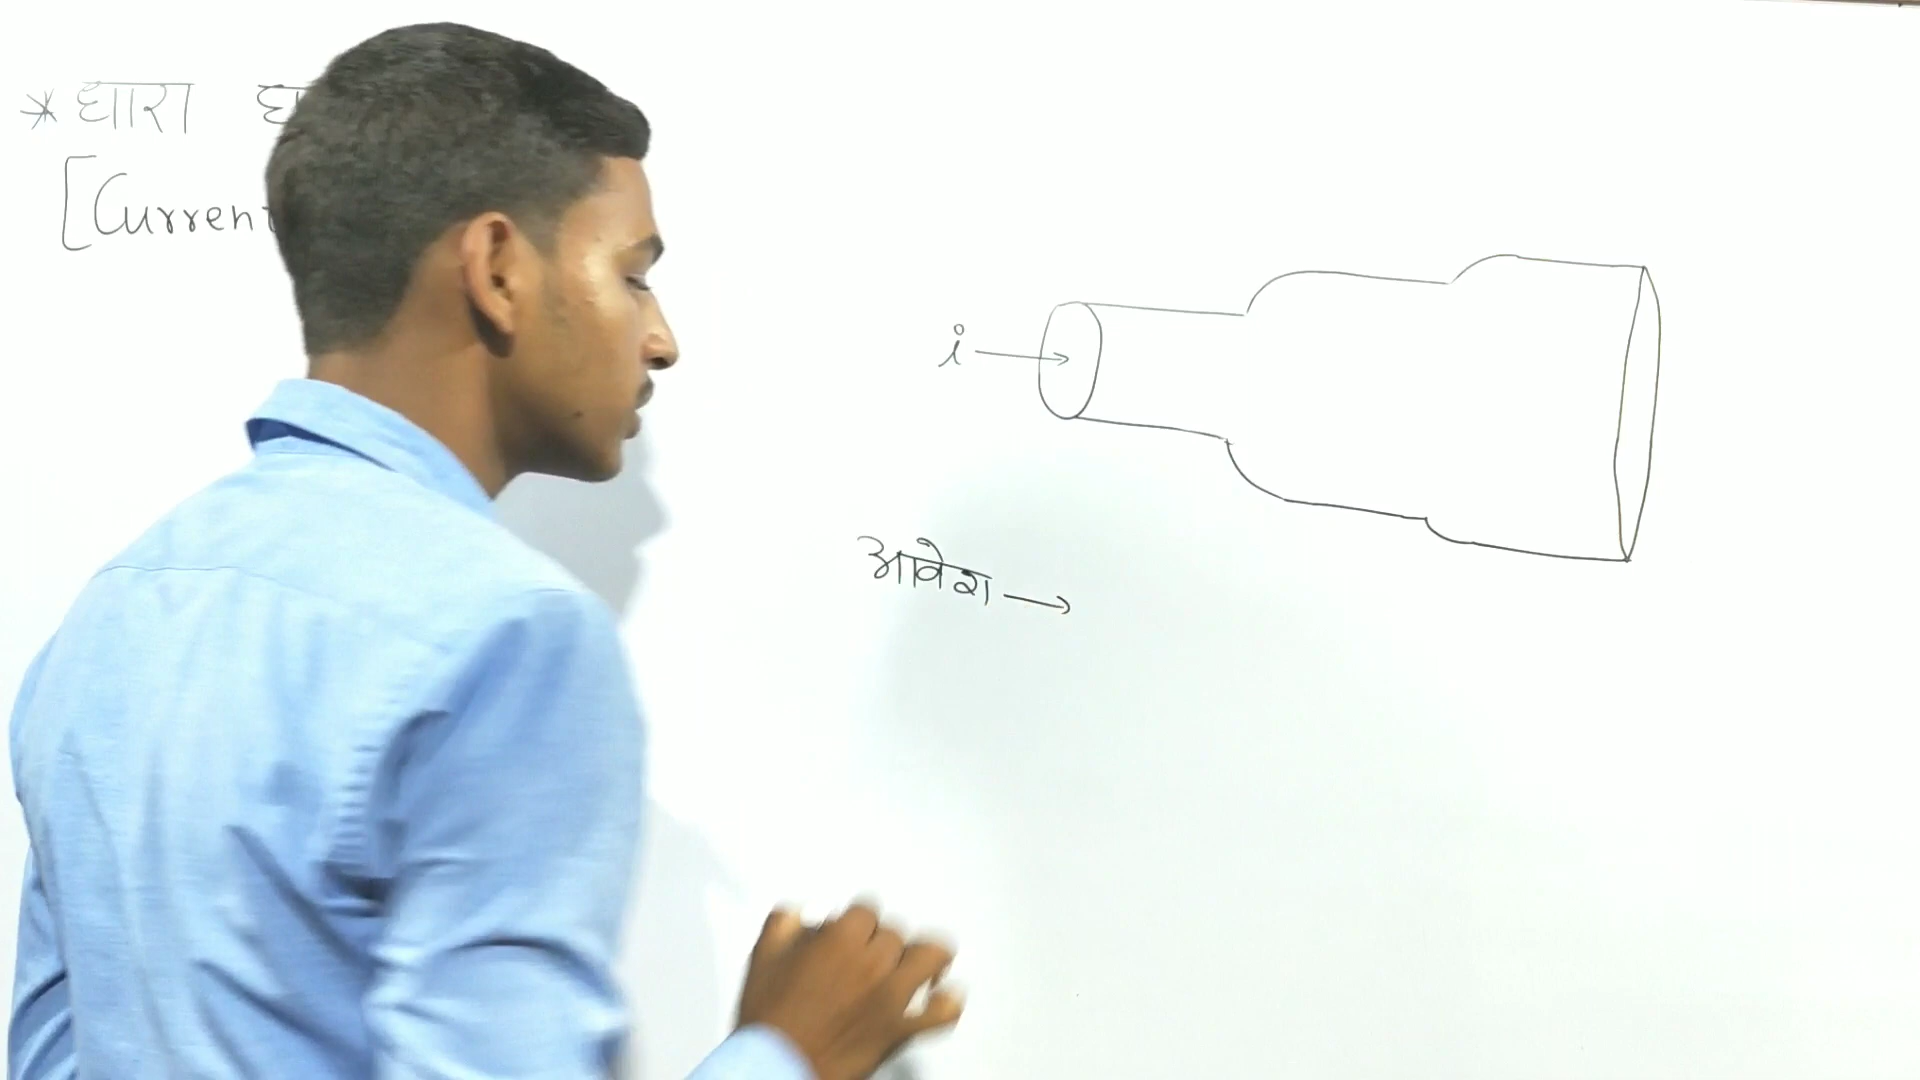 * धारा
[Current
i →
आवेश →